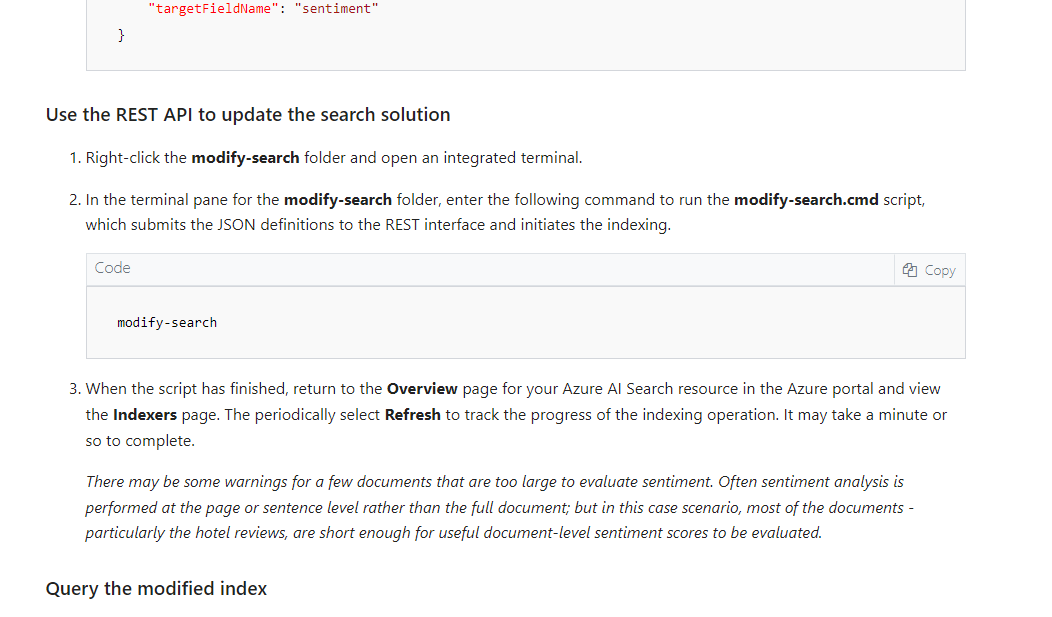 "targetFieldName": "sentiment"
}
Use the REST API to update the search solution
1. Right-click the modify-search folder and open an integrated terminal.
2. In the terminal pane for the modify-search folder, enter the following command to run the modify-search.cmd script,
which submits the JSON definitions to the REST interface and initiates the indexing.
Code
Copy
modify-search
3. When the script has finished, return to the Overview page for your Azure AI Search resource in the Azure portal and view
the Indexers page. The periodically select Refresh to track the progress of the indexing operation. It may take a minute or
so to complete.
There may be some warnings for a few documents that are too large to evaluate sentiment. Often sentiment analysis is
performed at the page or sentence level rather than the full document; but in this case scenario, most of the documents -
particularly the hotel reviews, are short enough for useful document-level sentiment scores to be evaluated.
Query the modified index